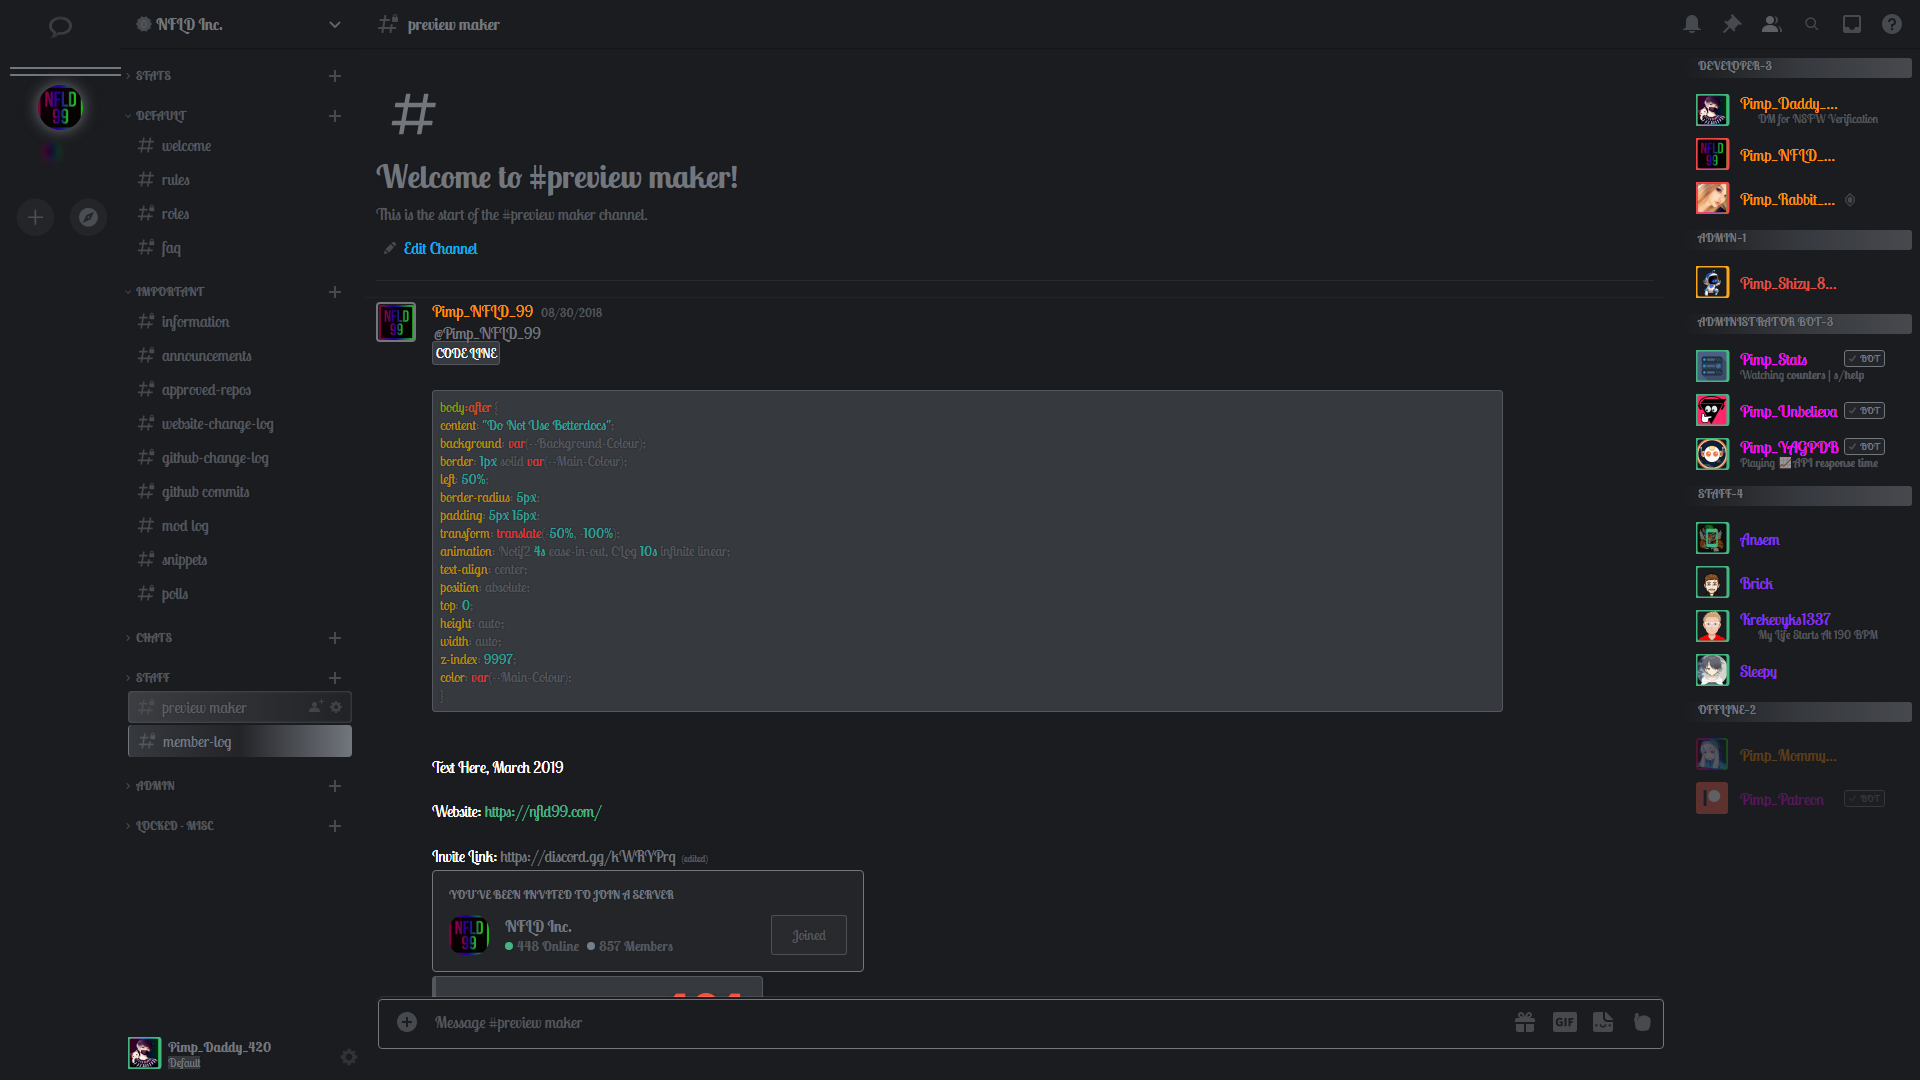 NFLD Inc.
preview maker
STATS
NFLD
99
DEFAULT
welcome
rules
roles
faq
IMPORTANT
information
announcements
approved-repos
website-change-log
github-change-log
github commits
mod log
snippets
polls
CHATS
STAFF
preview maker
member-log
ADMIN
LOCKED - MISC
Pimp_Daddy_420
Default
#
Welcome to #preview maker!
This is the start of the #preview maker channel.
Edit Channel
NFLD
99
Pimp_NFLD_99 08/30/2018
@Pimp_NFLD_99
CODE LINE
body:after {
content: "Do Not Use Betterdocs";
background: var(--Background-Colour);
border: 1px solid var(--Main-Colour);
left: 50%;
border-radius: 5px;
padding: 5px 15px;
transform: translate(-50%, -100%);
animation: Notif2 4s ease-in-out, CLog 10s infinite linear;
text-align: center;
position: absolute;
top: 0;
height: auto;
width: auto;
z-index: 9997;
color: var(--Main-Colour);
}
Text Here, March 2019
Website: https://nfld99.com/
Invite Link: https://discord.gg/kWRYPrq (edited)
YOU'VE BEEN INVITED TO JOIN A SERVER
NFLD
99
NFLD Inc.
448 Online 857 Members
Joined
Message #preview maker
GIF
DEVELOPER-3
Pimp_Daddy_...
DM for NSFW Verification
NFLD
99
Pimp_NFLD_...
Pimp_Rabbit_...
ADMIN-1
Pimp_Shizy_8...
ADMINISTRATOR BOT-3
Pimp_Stats ✓ BOT
Watching counters | s/help
Pimp_Unbelieva ✓ BOT
Pimp_YAGPDB ✓ BOT
Playing 📈 API response time
STAFF-4
Ansem
Brick
Krekevyks1337
My Life Starts At 190 BPM
Sleepy
OFFLINE-2
Pimp_Mommy...
Pimp_Patreon ✓ BOT